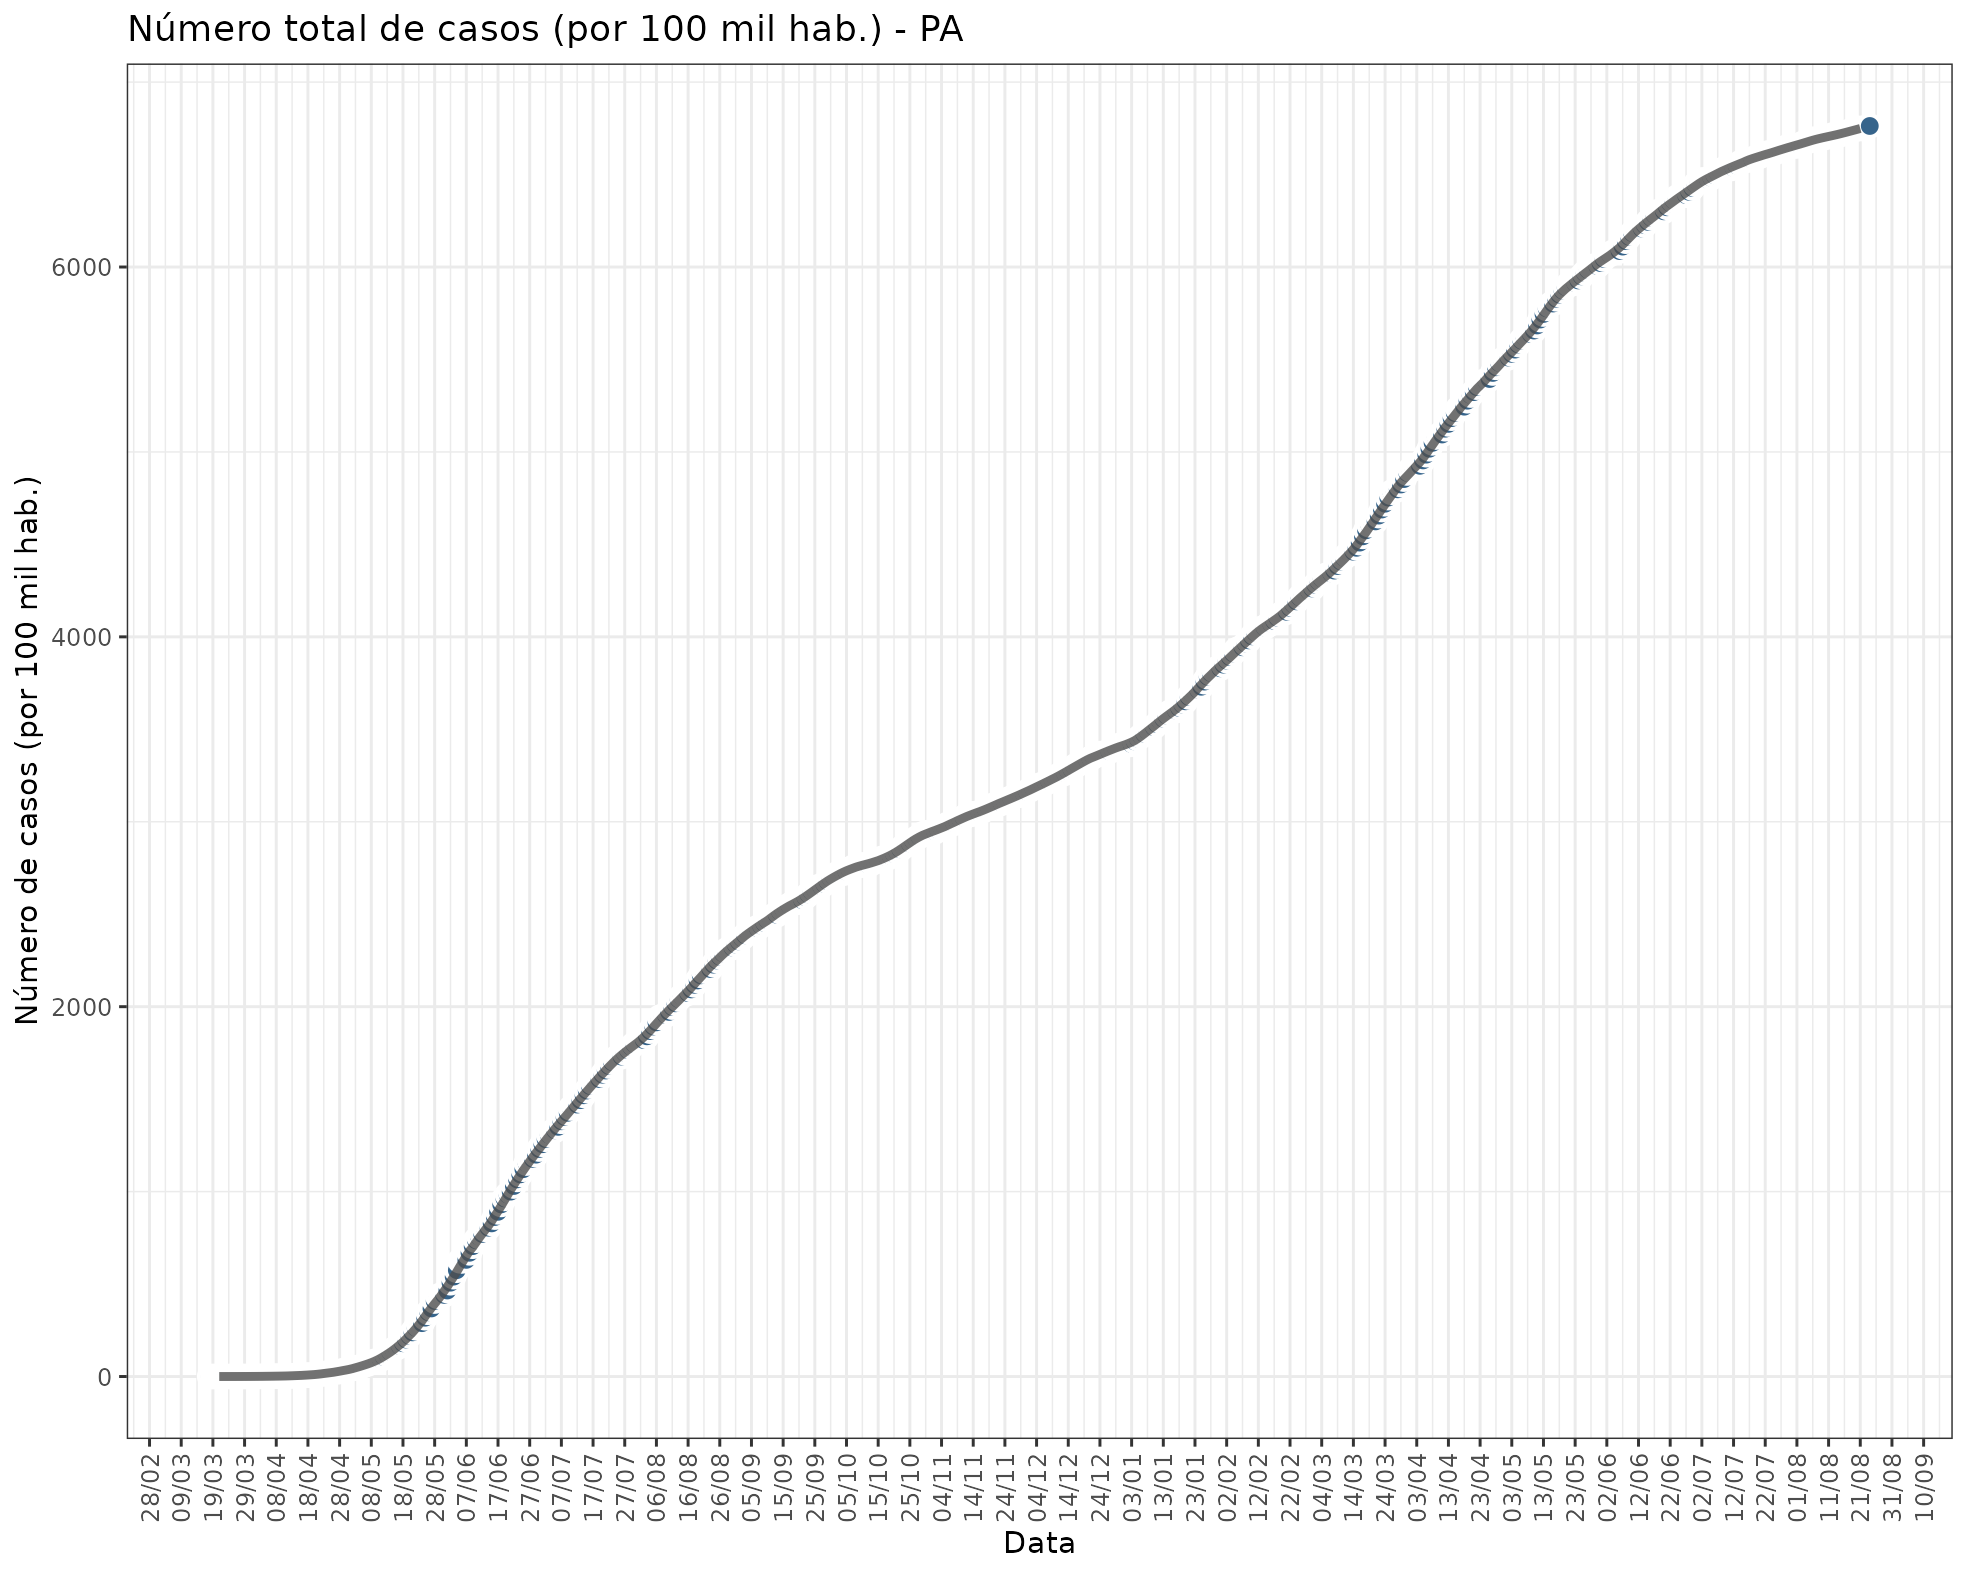 Número total de casos (por 100 mil hab.) - PA
Número de casos (por 100 mil hab.)
6000
4000
2000
0
28/02 09/03 19/03 29/03 08/04 18/04 28/04 08/05 18/05 28/05 07/06 17/06 27/06 07/07 17/07 27/07 06/08 16/08 26/08 05/09 15/09 25/09 05/10 15/10 25/10 04/11 14/11 24/11 04/12 14/12 24/12 03/01 13/01 23/01 02/02 12/02 22/02 04/03 14/03 24/03 03/04 13/04 23/04 03/05 13/05 23/05 02/06 12/06 22/06 02/07 12/07 22/07 01/08 11/08 21/08 31/08 10/09
Data